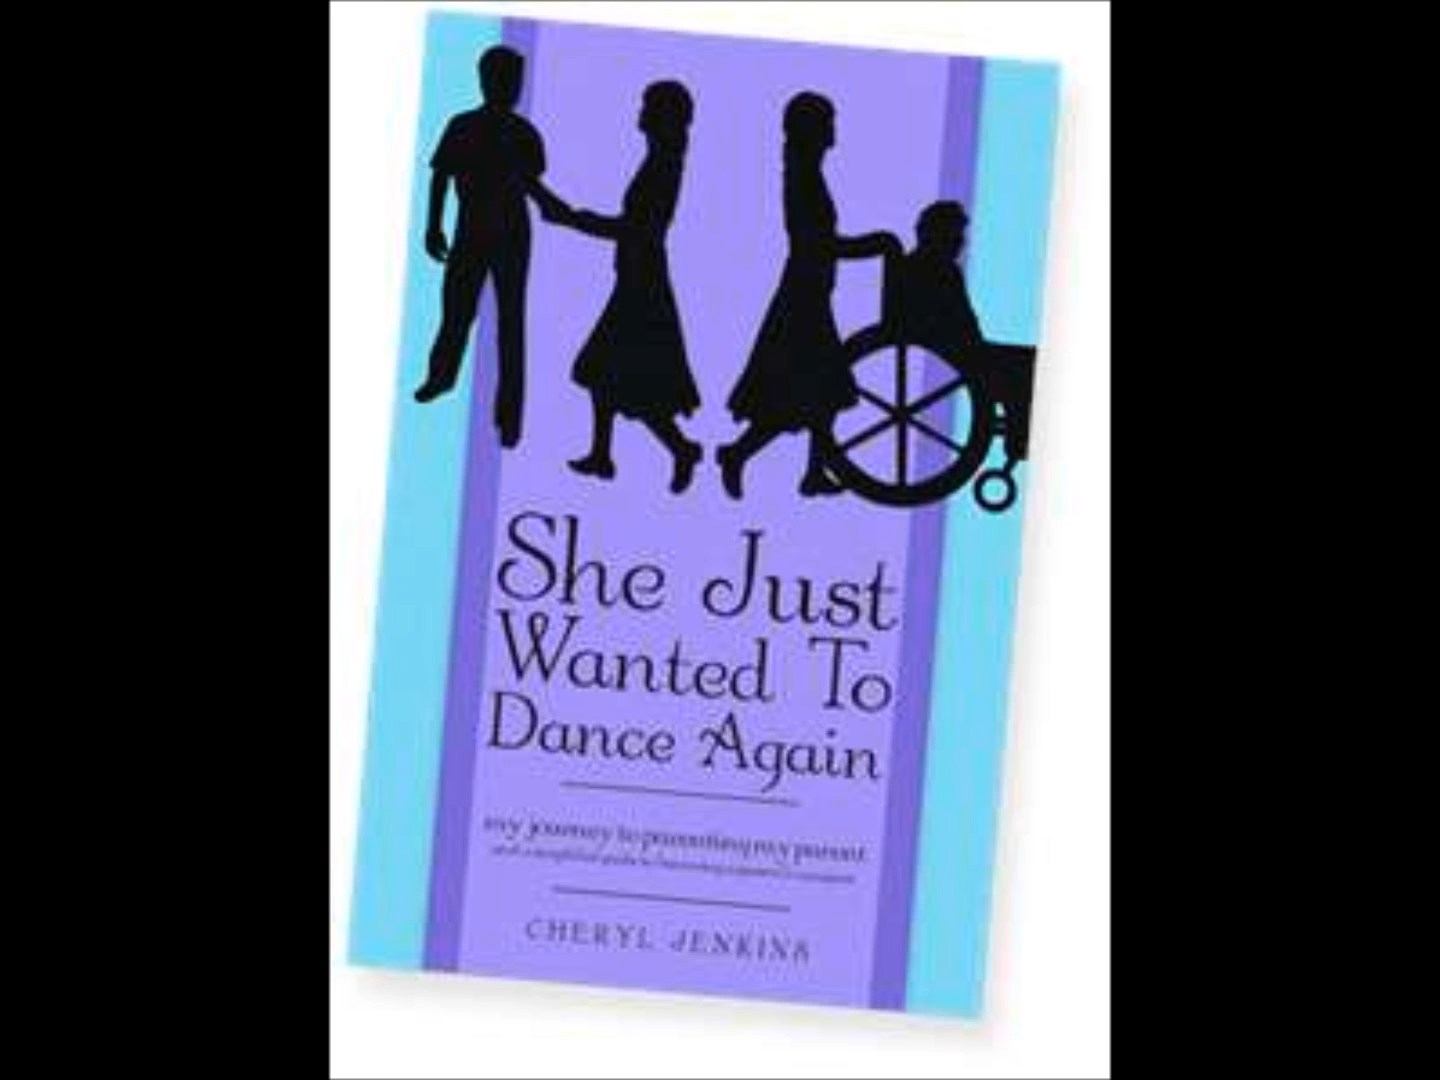 She Just
Wanted To
Dance Again
my journey to parenting my parent
CHERYL JENKINS